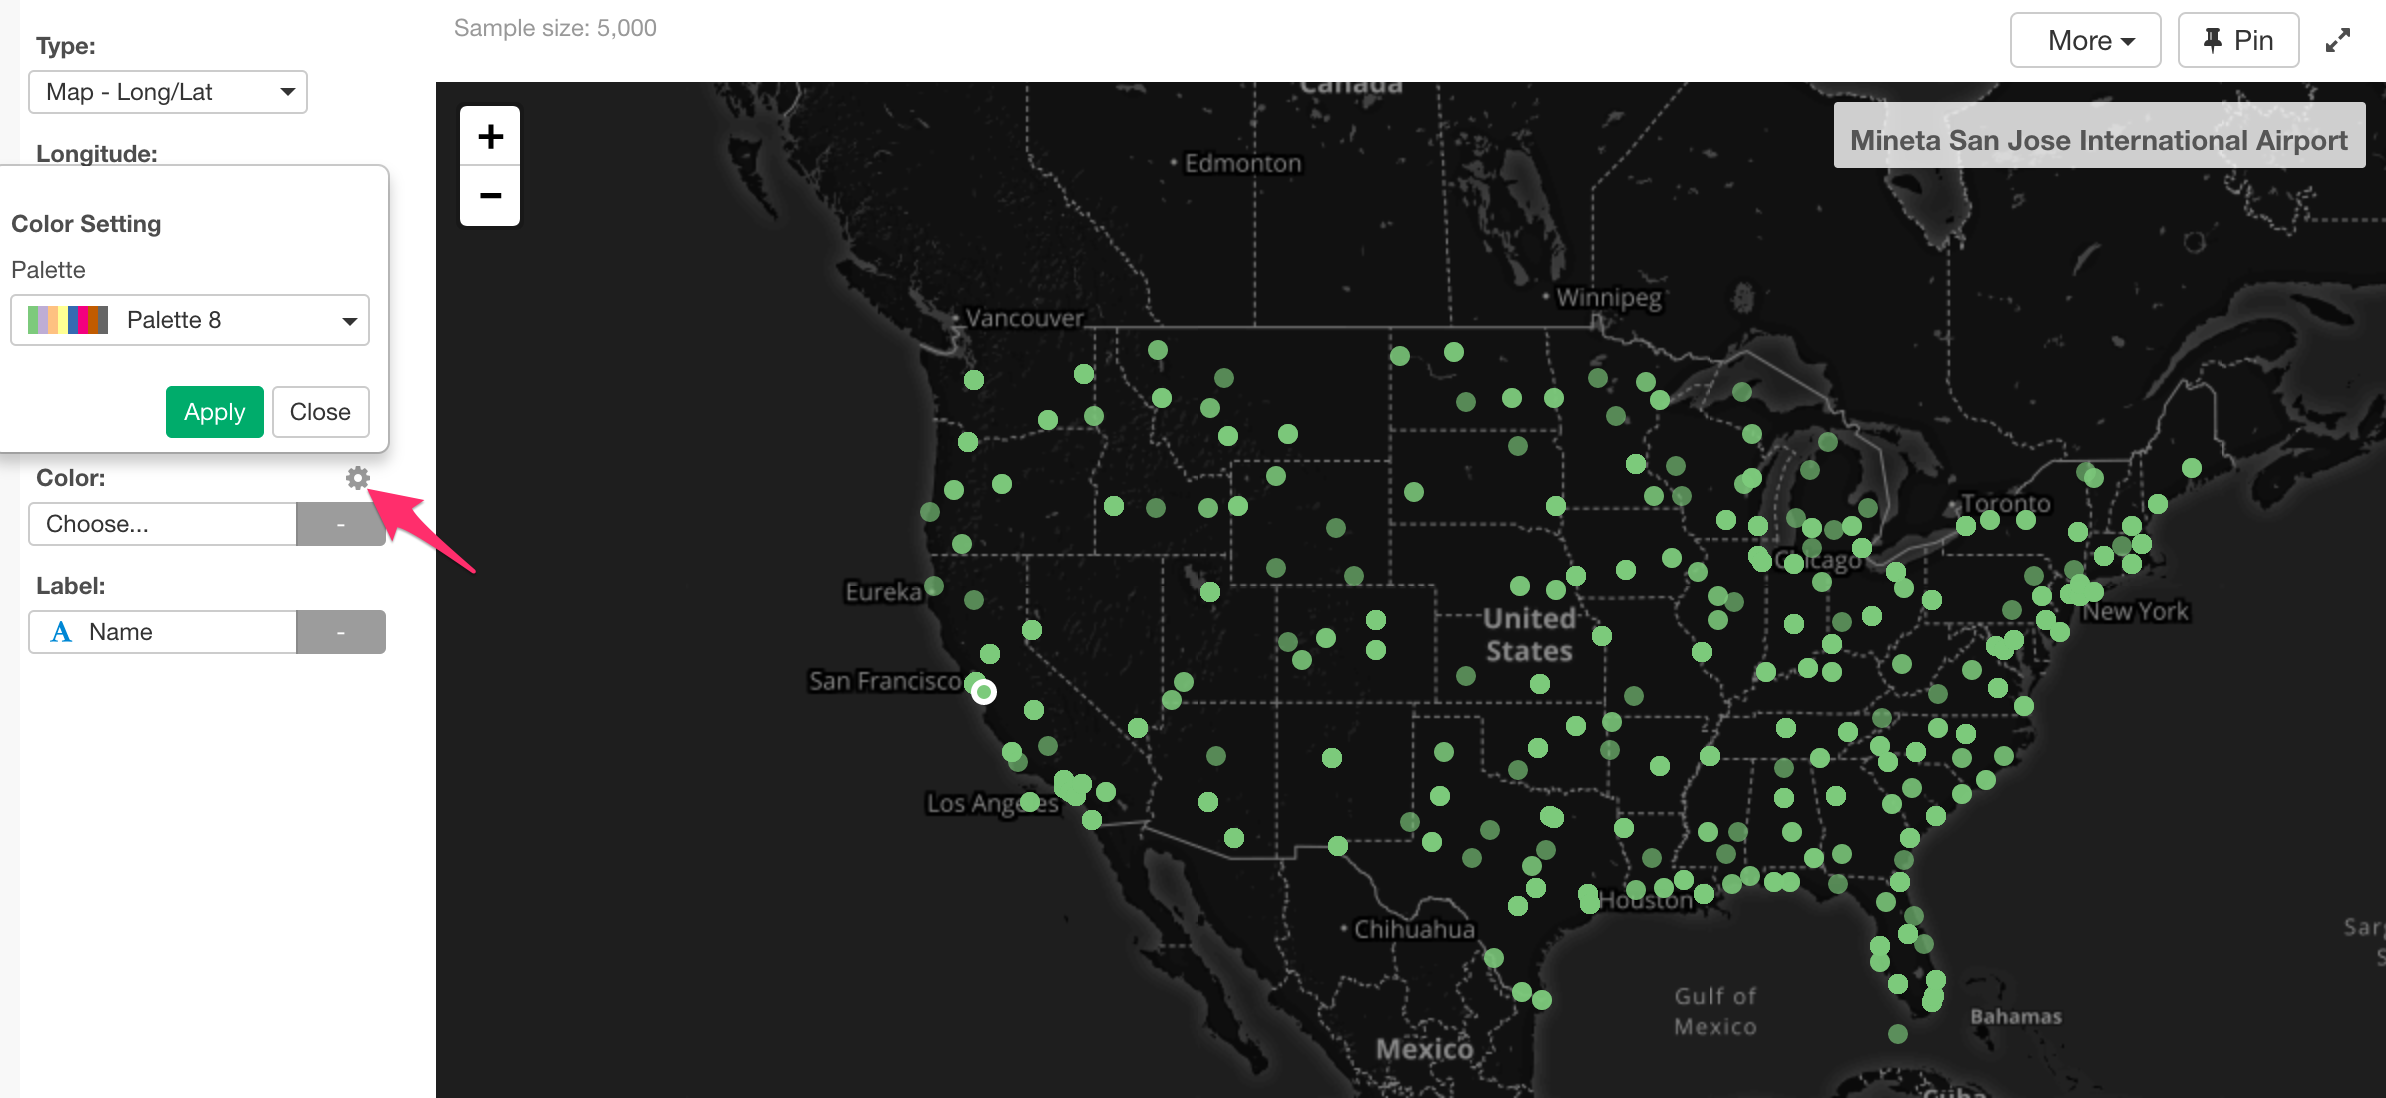 Type:
Map - Long/Lat
Longitude:
Color Setting
Palette
Palette 8
Apply
Close
Color:
Choose...
-
Label:
A Name
-
Sample size: 5,000
More
Pin
+
−
Mineta San Jose International Airport
Canada
Edmonton
Winnipeg
Vancouver
Toronto
Chicago
Eureka
New York
United
States
San Francisco
Los Angeles
Houston
Chihuahua
Gulf of
Mexico
Bahamas
Mexico
Cuba